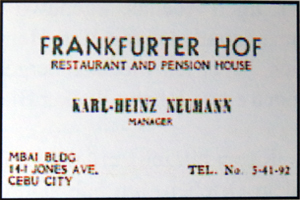 FRANKFURTER HOF
RESTAURANT AND PENSION HOUSE
KARL-HEINZ NEUMANN
MANAGER
MBAI BLDG
144 JONES AVE.
CEBU CITY
TEL. No. 5-41-92